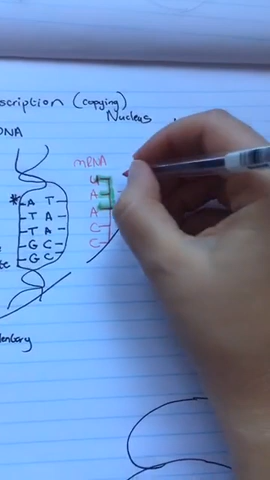 scription (copying)
Nucleus
DNA
mRNA
* A T
T A
T A
G C
G C
U
A
A
C
C
te
lentary